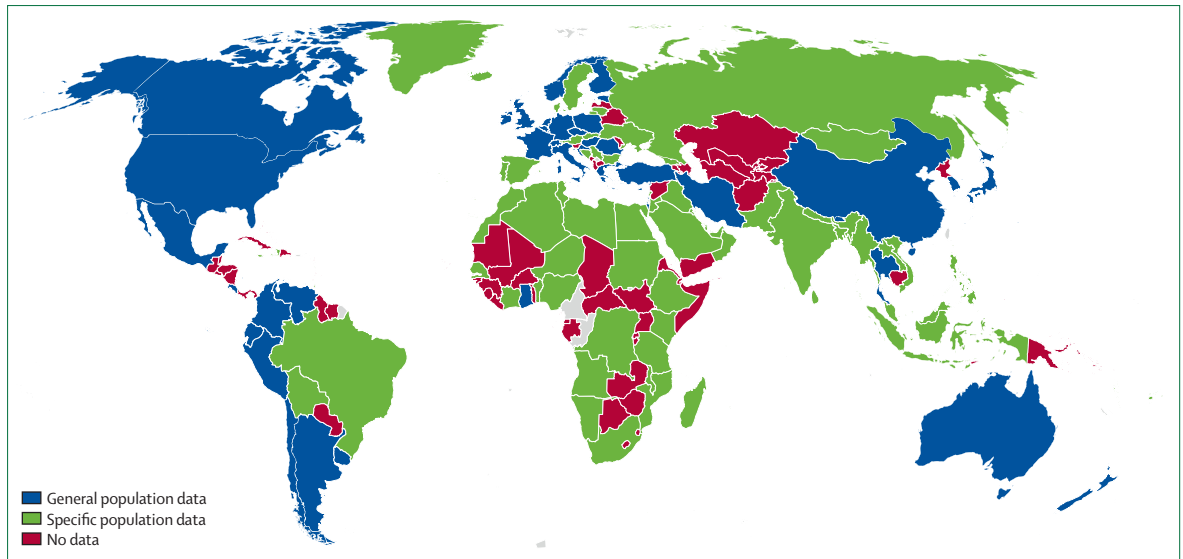 General population data
Specific population data
No data